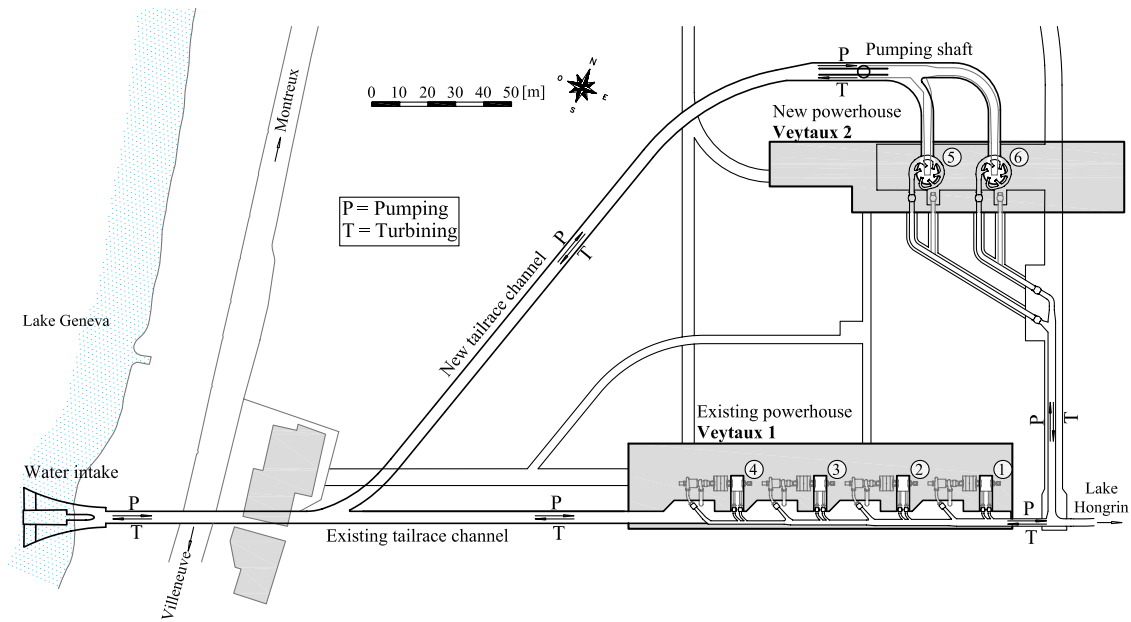 P
Pumping shaft
T
N
O
E
S
0 10 20 30 40 50 [m]
Montreux
New powerhouse
Veytaux 2
5
6
P = Pumping
T = Turbining
P
T
New tailrace channel
Lake Geneva
Existing powerhouse
Veytaux 1
P
T
Water intake
4
3
2
1
P
T
P
T
P
T
Lake
Hongrin
Existing tailrace channel
Villeneuve